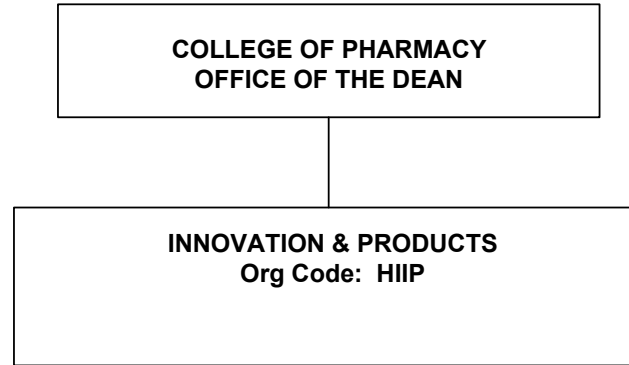 COLLEGE OF PHARMACY
OFFICE OF THE DEAN
INNOVATION & PRODUCTS
Org Code: HIIP